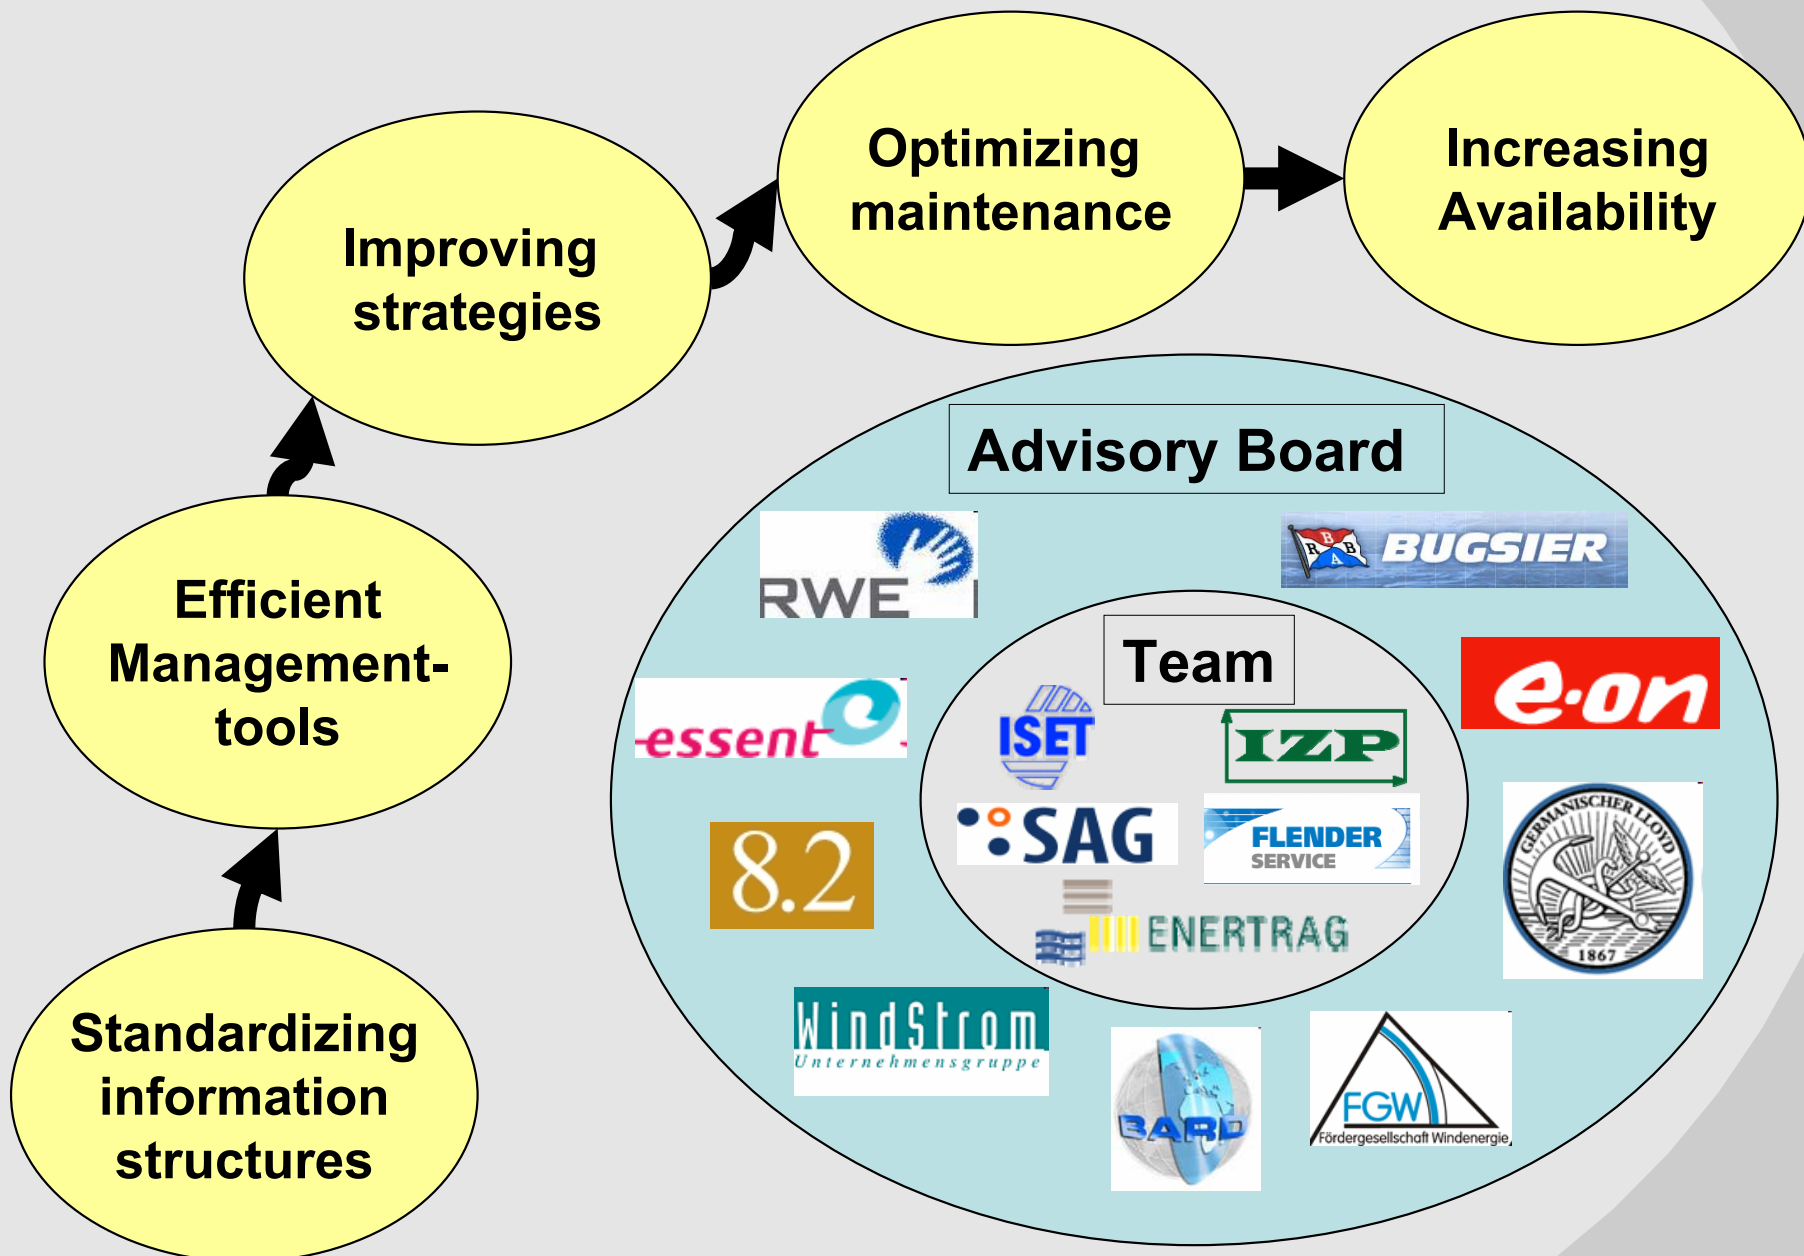 Optimizing
maintenance
Increasing
Availability
Improving
strategies
Efficient
Management-
tools
Standardizing
information
structures
Advisory Board
RWE
B
R B
A
BUGSIER
essent
e·on
8.2
GERMANISCHER LLOYD
1867
WindStrom
Unternehmensgruppe
BARD
FGW
Fördergesellschaft Windenergie
Team
ISET
IZP
SAG
FLENDER
SERVICE
ENERTRAG